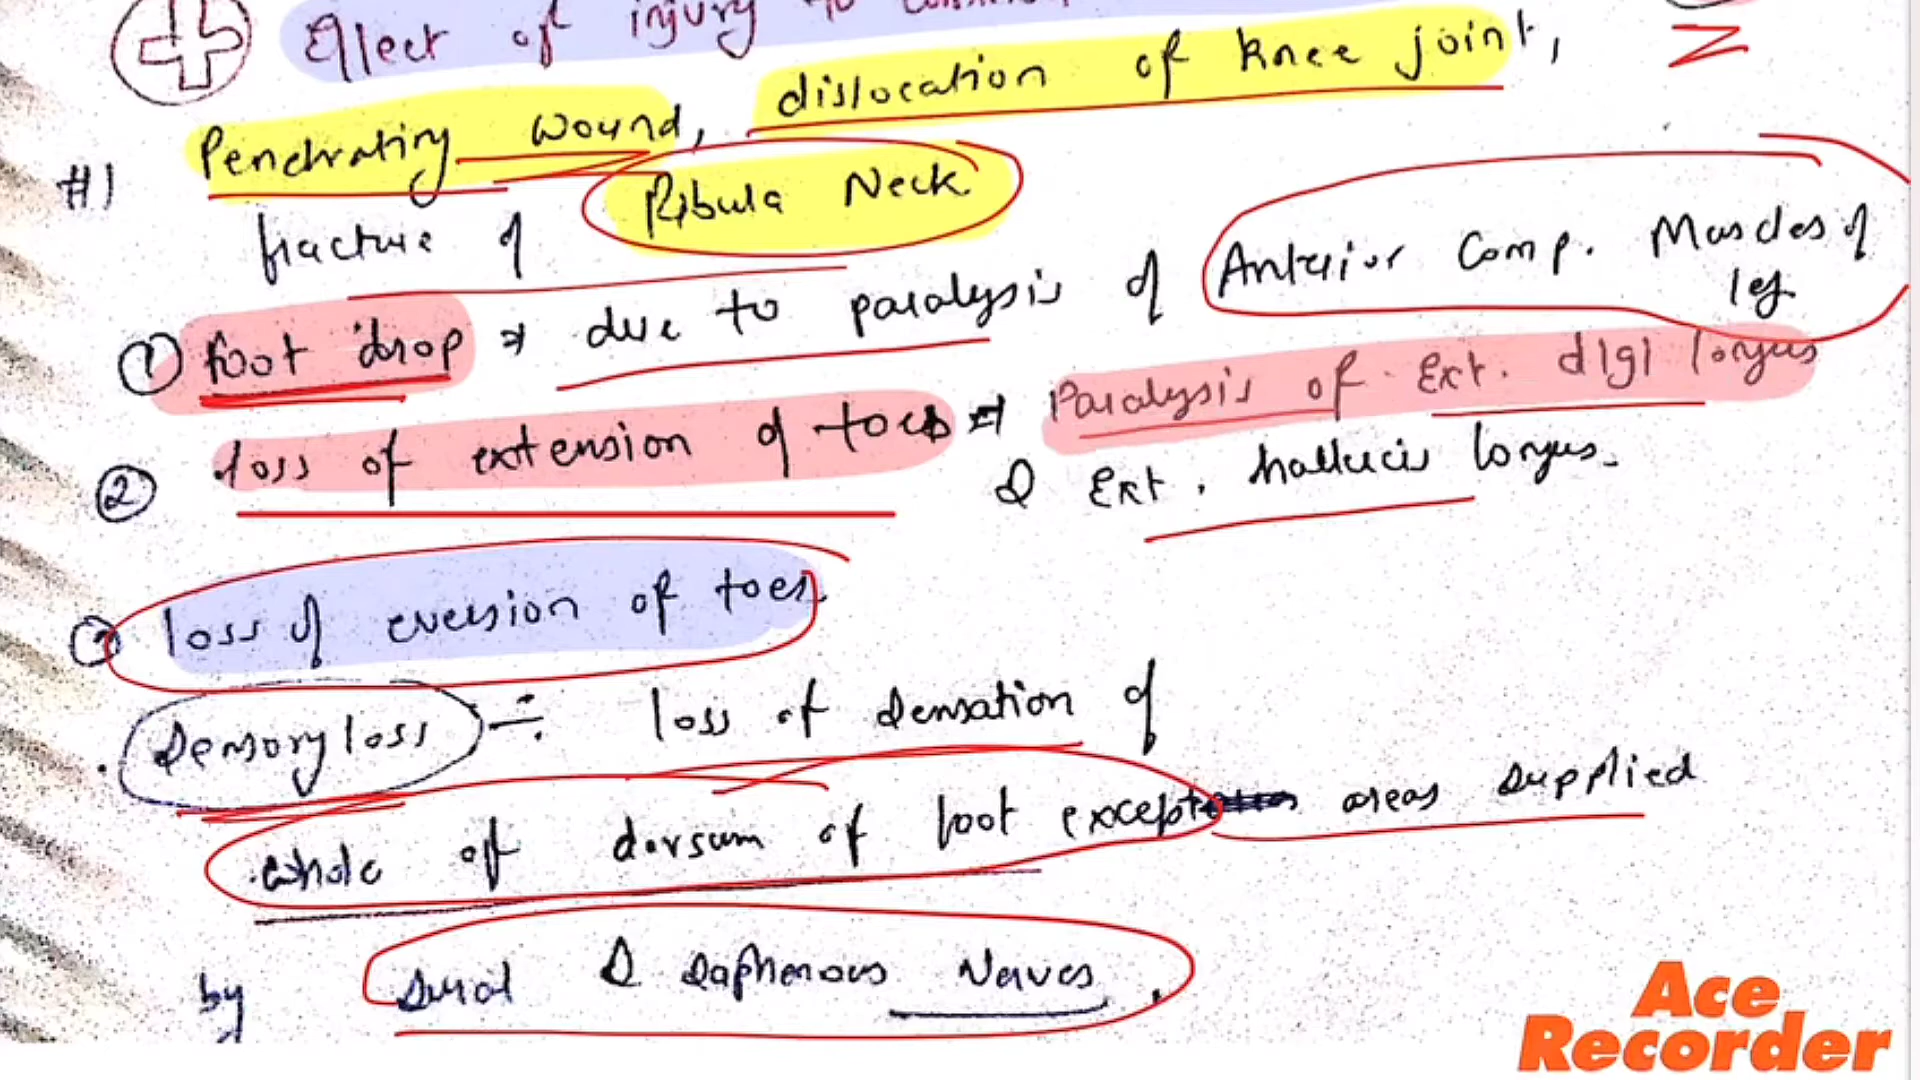 Effect of injury to common
Penetrating wound, dislocation of knee joint,
#1
fracture of Fibula Neck
① foot drop → due to paralysis of Anterior Comp. Muscles of leg
② loss of extension of toes → Paralysis of Ext. digi longus
& Ext. hallucis longus.
③ loss of eversion of toes
Sensory loss :- loss of sensation of
whole of dorsum of foot except areas supplied
by sural & saphenous Nerves.
Ace
Recorder